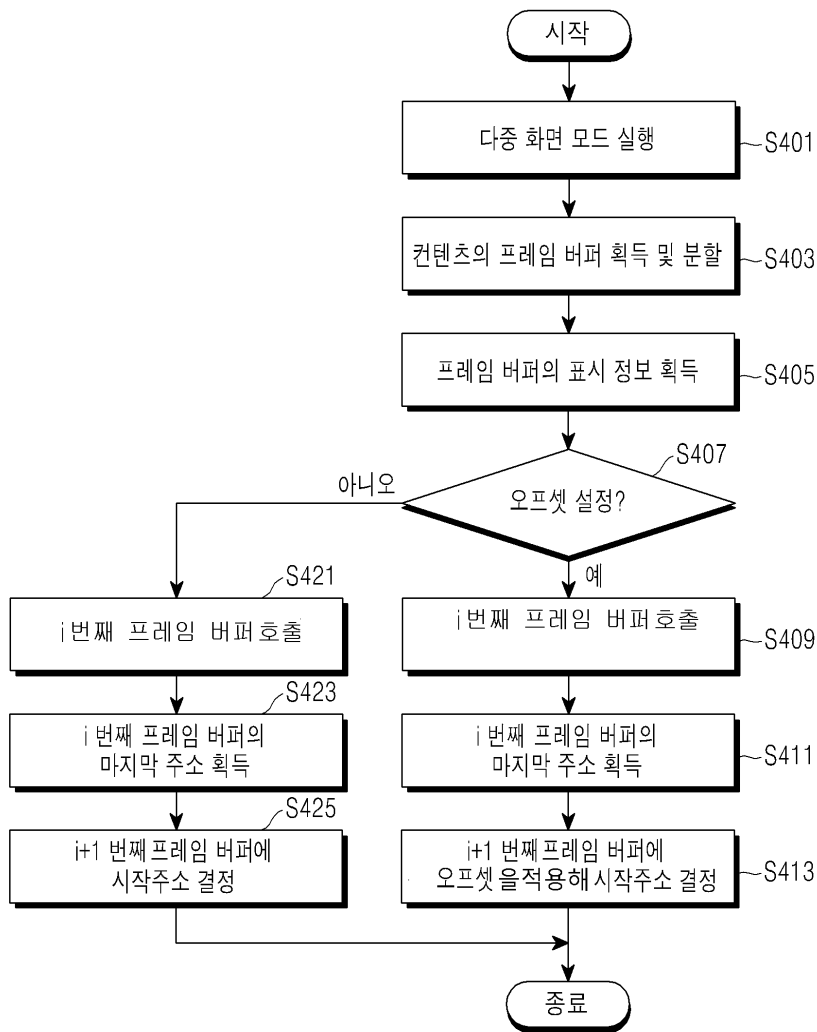 시작
다중 화면 모드 실행
S401
컨텐츠의 프레임 버퍼 획득 및 분할
S403
프레임 버퍼의 표시 정보 획득
S405
S407
오프셋 설정?
아니오
예
S421
i 번째 프레임 버퍼호출
i 번째 프레임 버퍼호출
S409
S423
i 번째 프레임 버퍼의
마지막 주소 획득
i 번째 프레임 버퍼의
마지막 주소 획득
S411
S425
i+1 번째프레임 버퍼에
시작주소 결정
i+1 번째프레임 버퍼에
오프셋을적용해시작주소 결정
S413
종료